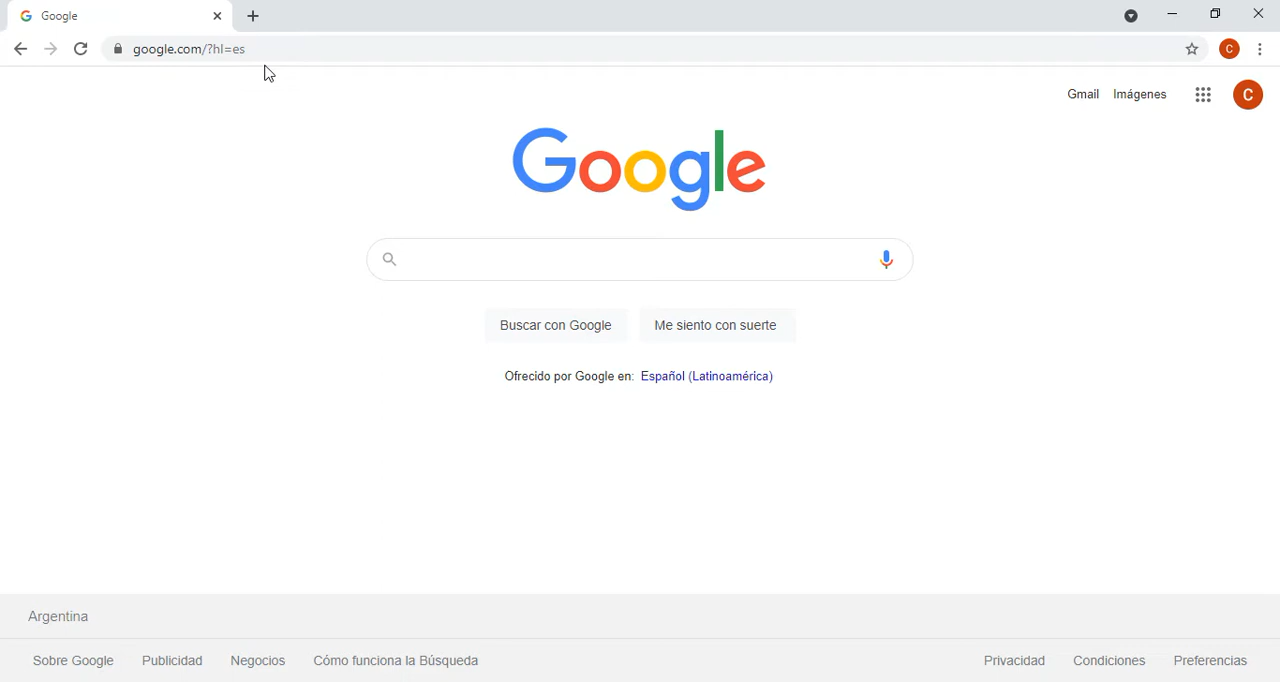 Google
google.com/?hl=es
C
Gmail Imágenes
C
Google
Buscar con Google Me siento con suerte
Ofrecido por Google en: Español (Latinoamérica)
Argentina
Sobre Google Publicidad Negocios Cómo funciona la Búsqueda Privacidad Condiciones Preferencias